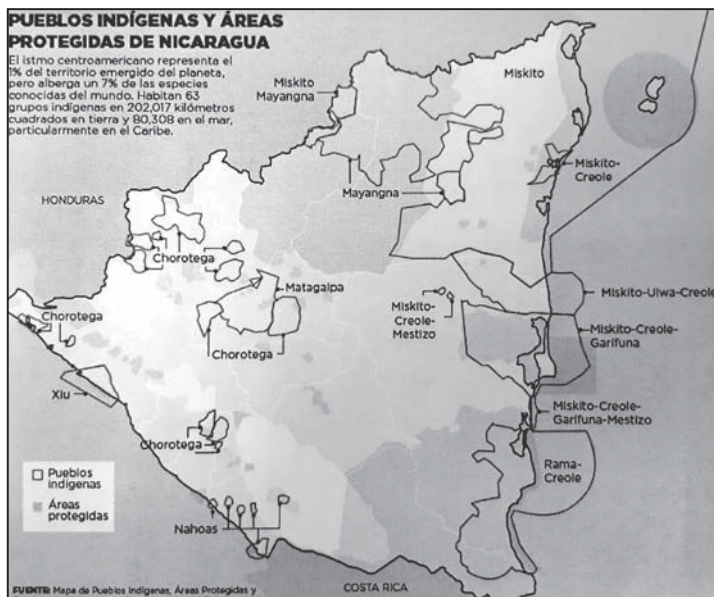 PUEBLOS INDÍGENAS Y ÁREAS
PROTEGIDAS DE NICARAGUA
El istmo centroamericano representa el
1% del territorio emergido del planeta,
pero alberga un 7% de las especies
conocidas del mundo. Habitan 63
grupos indígenas en 202,017 kilómetros
cuadrados en tierra y 80,308 en el mar,
particularmente en el Caribe.
Miskito
Mayangna
Miskito
Miskito-
Creole
Mayangna
HONDURAS
Chorotega
Matagalpa
Miskito-
Creole-
Mestizo
Miskito-Ulwa-Creole
Chorotega
Chorotega
Miskito-Creole-
Garifuna
Xiu
Miskito-Creole-
Garifuna-Mestizo
Chorotega
Rama-
Creole
Pueblos
indígenas
Áreas
protegidas
Nahoas
COSTA RICA
FUENTE: Mapa de Pueblos Indígenas, Áreas Protegidas y